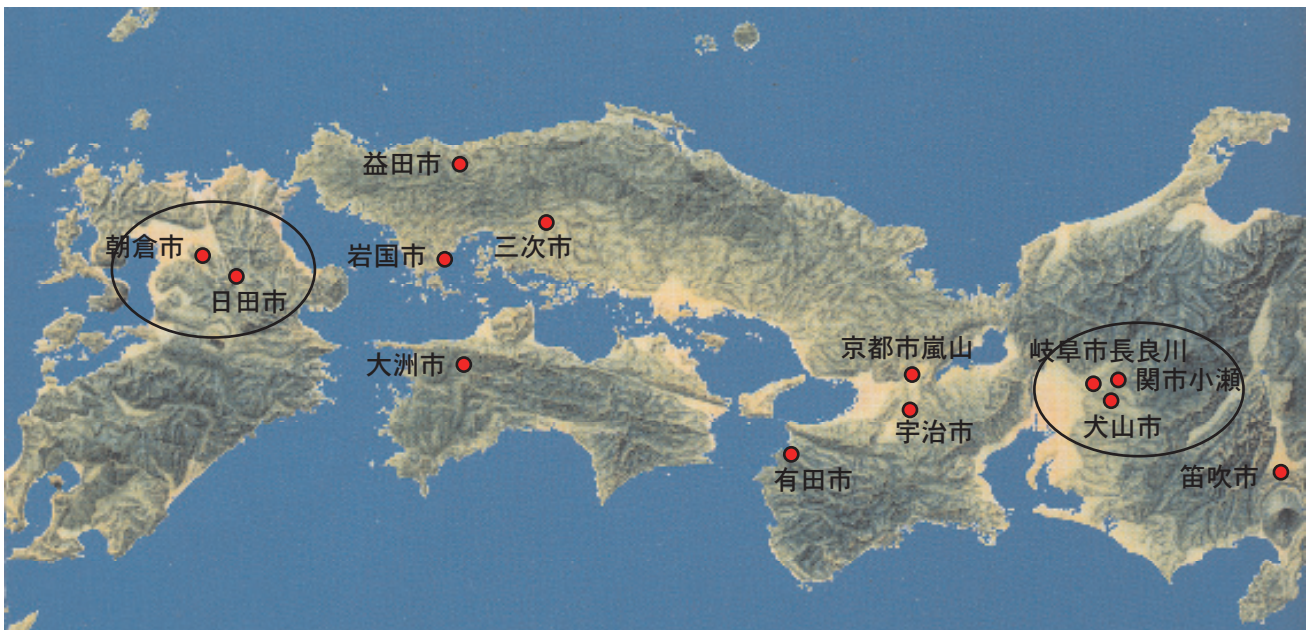 益田市
朝倉市
岩国市
三次市
日田市
大洲市
京都市嵐山
岐阜市長良川
関市小瀬
犬山市
宇治市
有田市
笛吹市